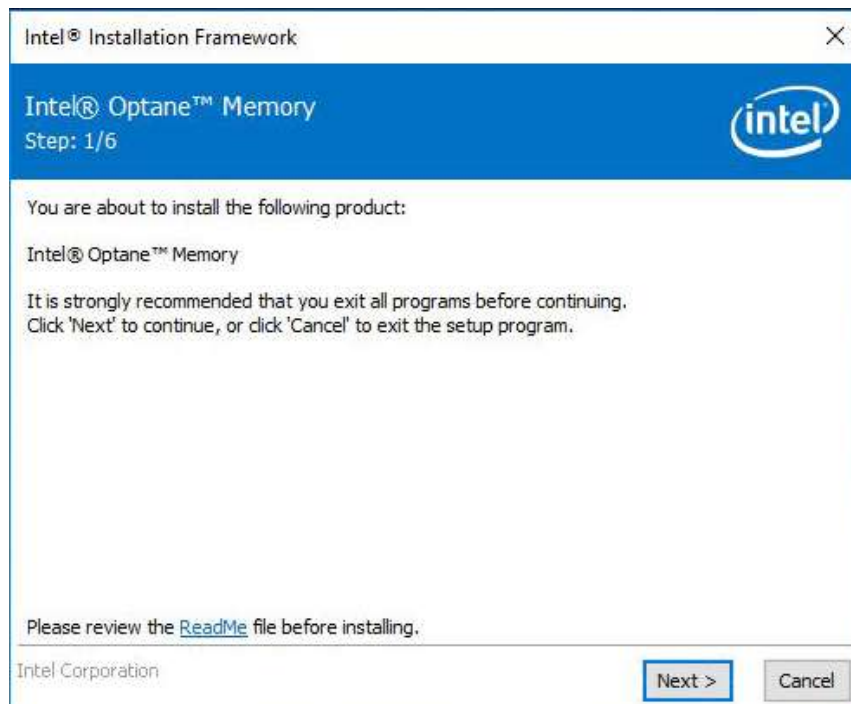 Intel® Installation Framework
Intel® Optane™ Memory
intel
Step: 1/6
You are about to install the following product:
Intel® Optane™ Memory
It is strongly recommended that you exit all programs before continuing.
Click 'Next' to continue, or click 'Cancel' to exit the setup program.
Please review the ReadMe file before installing.
Intel Corporation
Next >
Cancel